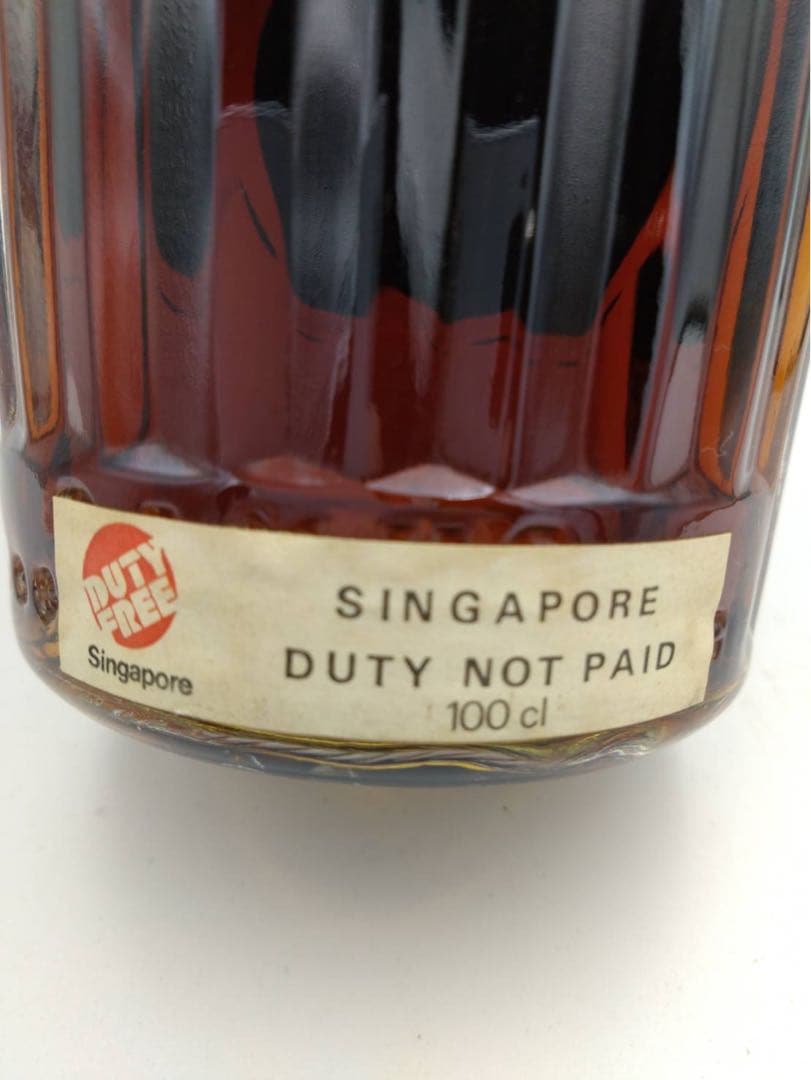 DUTY
FREE
Singapore
SINGAPORE
DUTY NOT PAID
100 cl